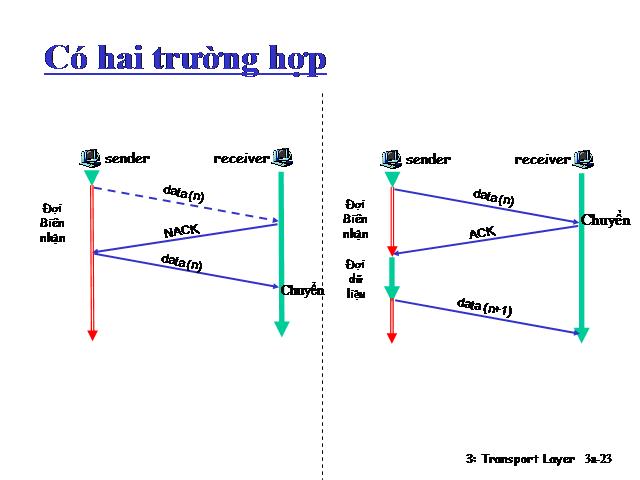 Có hai trường hợp
sender
receiver
data(n)
Đợi
Biên
nhận
NACK
data(n)
Chuyển
sender
receiver
data(n)
Đợi
Biên
nhận
Chuyển
ACK
Đợi
dữ
liệu
data(n+1)
3: Transport Layer 3a-23